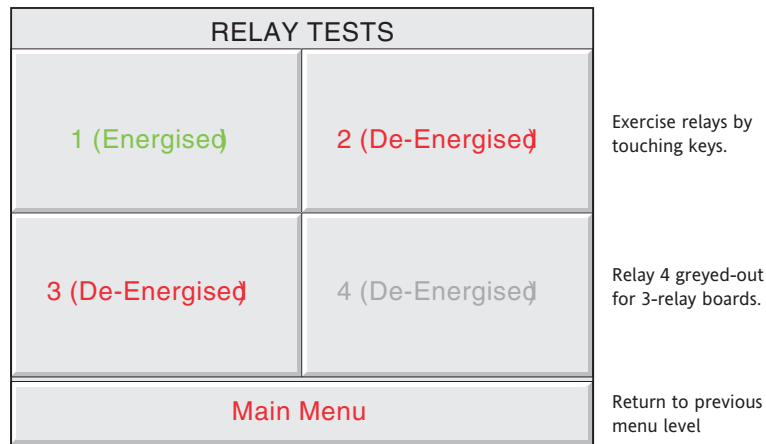 RELAY TESTS
1 (Energised)
2 (De-Energised)
Exercise relays by
touching keys.
3 (De-Energised)
4 (De-Energised)
Relay 4 greyed-out
for 3-relay boards.
Main Menu
Return to previous
menu level